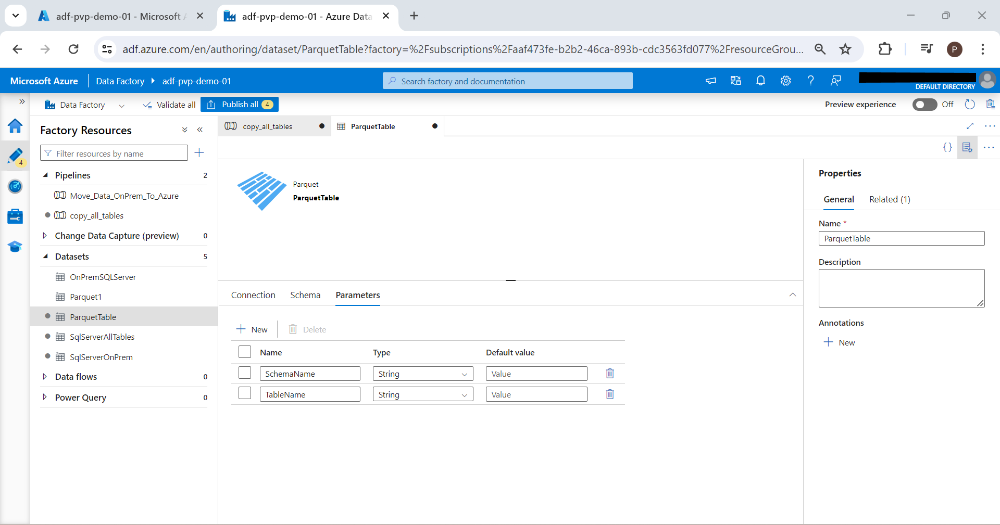 adf-pvp-demo-01 - Microsoft A
adf-pvp-demo-01 - Azure Data
adf.azure.com/en/authoring/dataset/ParquetTable?factory=%2Fsubscriptions%2Faaf473fe-b2b2-46ca-893b-cdc3563fd077%2FresourceGrou...
P
Microsoft Azure
Data Factory
adf-pvp-demo-01
Search factory and documentation
DEFAULT DIRECTORY
Data Factory
Validate all
Publish all
4
Preview experience
Off
Factory Resources
Filter resources by name
4
Pipelines
2
Move_Data_OnPrem_To_Azure
copy_all_tables
Change Data Capture (preview)
0
Datasets
5
OnPremSQLServer
Parquet1
ParquetTable
SqlServerAllTables
SqlServerOnPrem
Data flows
0
Power Query
0
copy_all_tables
ParquetTable
Parquet
ParquetTable
Connection
Schema
Parameters
New
Delete
Name
Type
Default value
SchemaName
String
Value
TableName
String
Value
Properties
General
Related (1)
Name *
ParquetTable
Description
Annotations
New